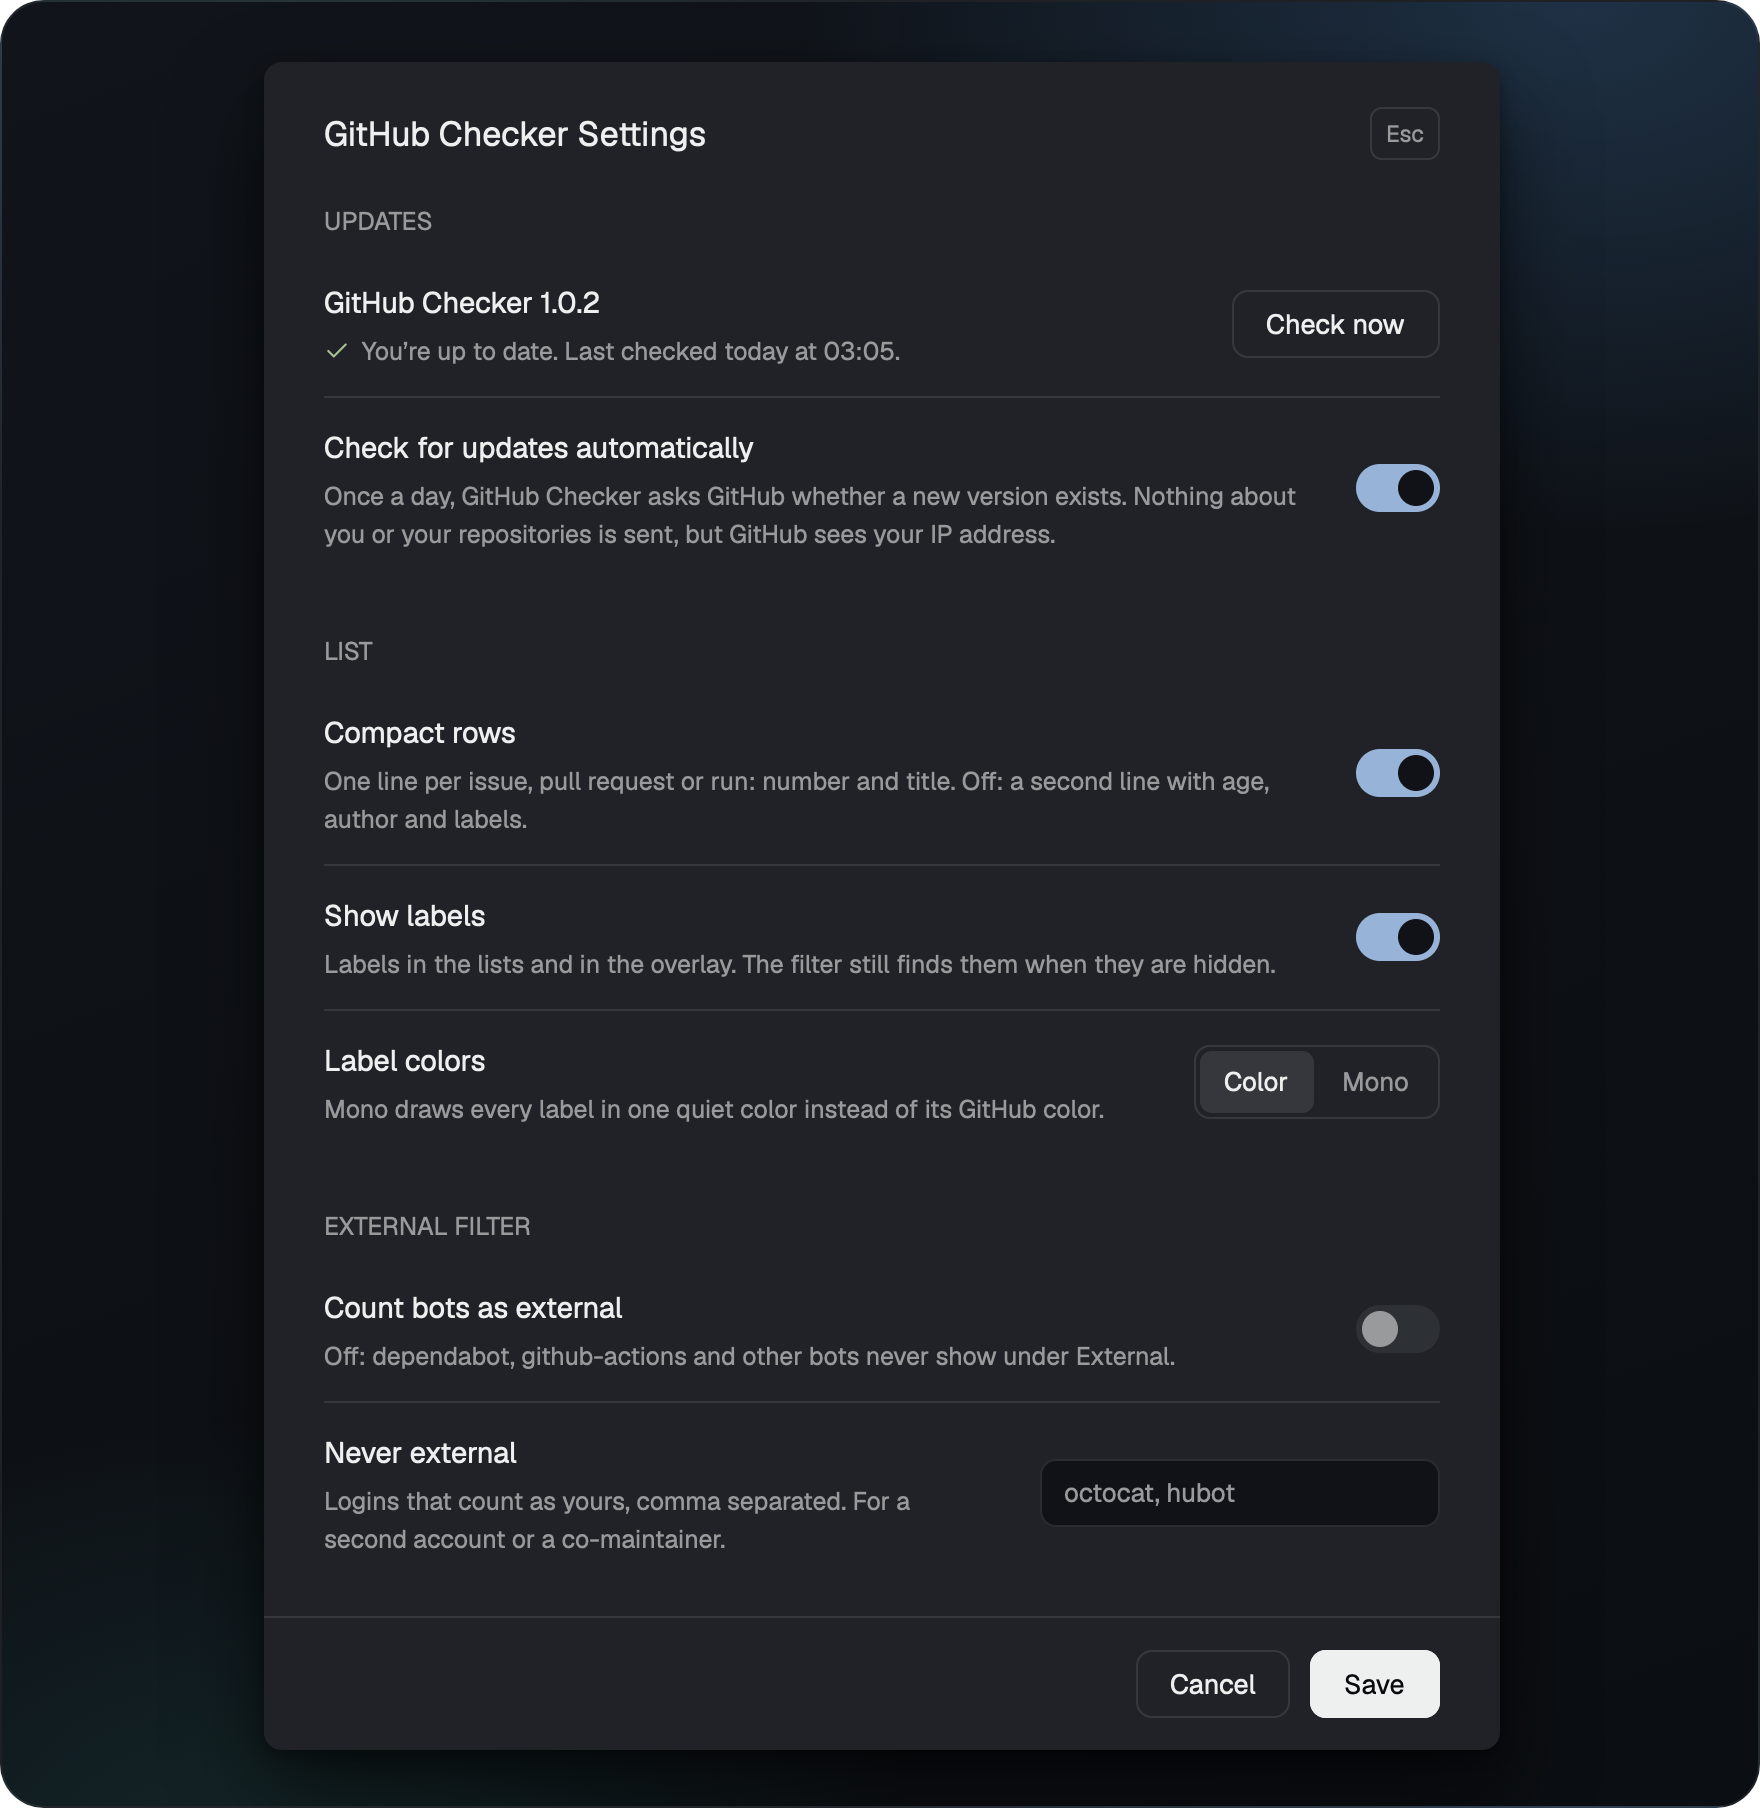 GitHub Checker Settings
Esc
UPDATES
GitHub Checker 1.0.2
Check now
You’re up to date. Last checked today at 03:05.
Check for updates automatically
Once a day, GitHub Checker asks GitHub whether a new version exists. Nothing about
you or your repositories is sent, but GitHub sees your IP address.
LIST
Compact rows
One line per issue, pull request or run: number and title. Off: a second line with age,
author and labels.
Show labels
Labels in the lists and in the overlay. The filter still finds them when they are hidden.
Label colors
Color
Mono
Mono draws every label in one quiet color instead of its GitHub color.
EXTERNAL FILTER
Count bots as external
Off: dependabot, github-actions and other bots never show under External.
Never external
Logins that count as yours, comma separated. For a
second account or a co-maintainer.
octocat, hubot
Cancel
Save